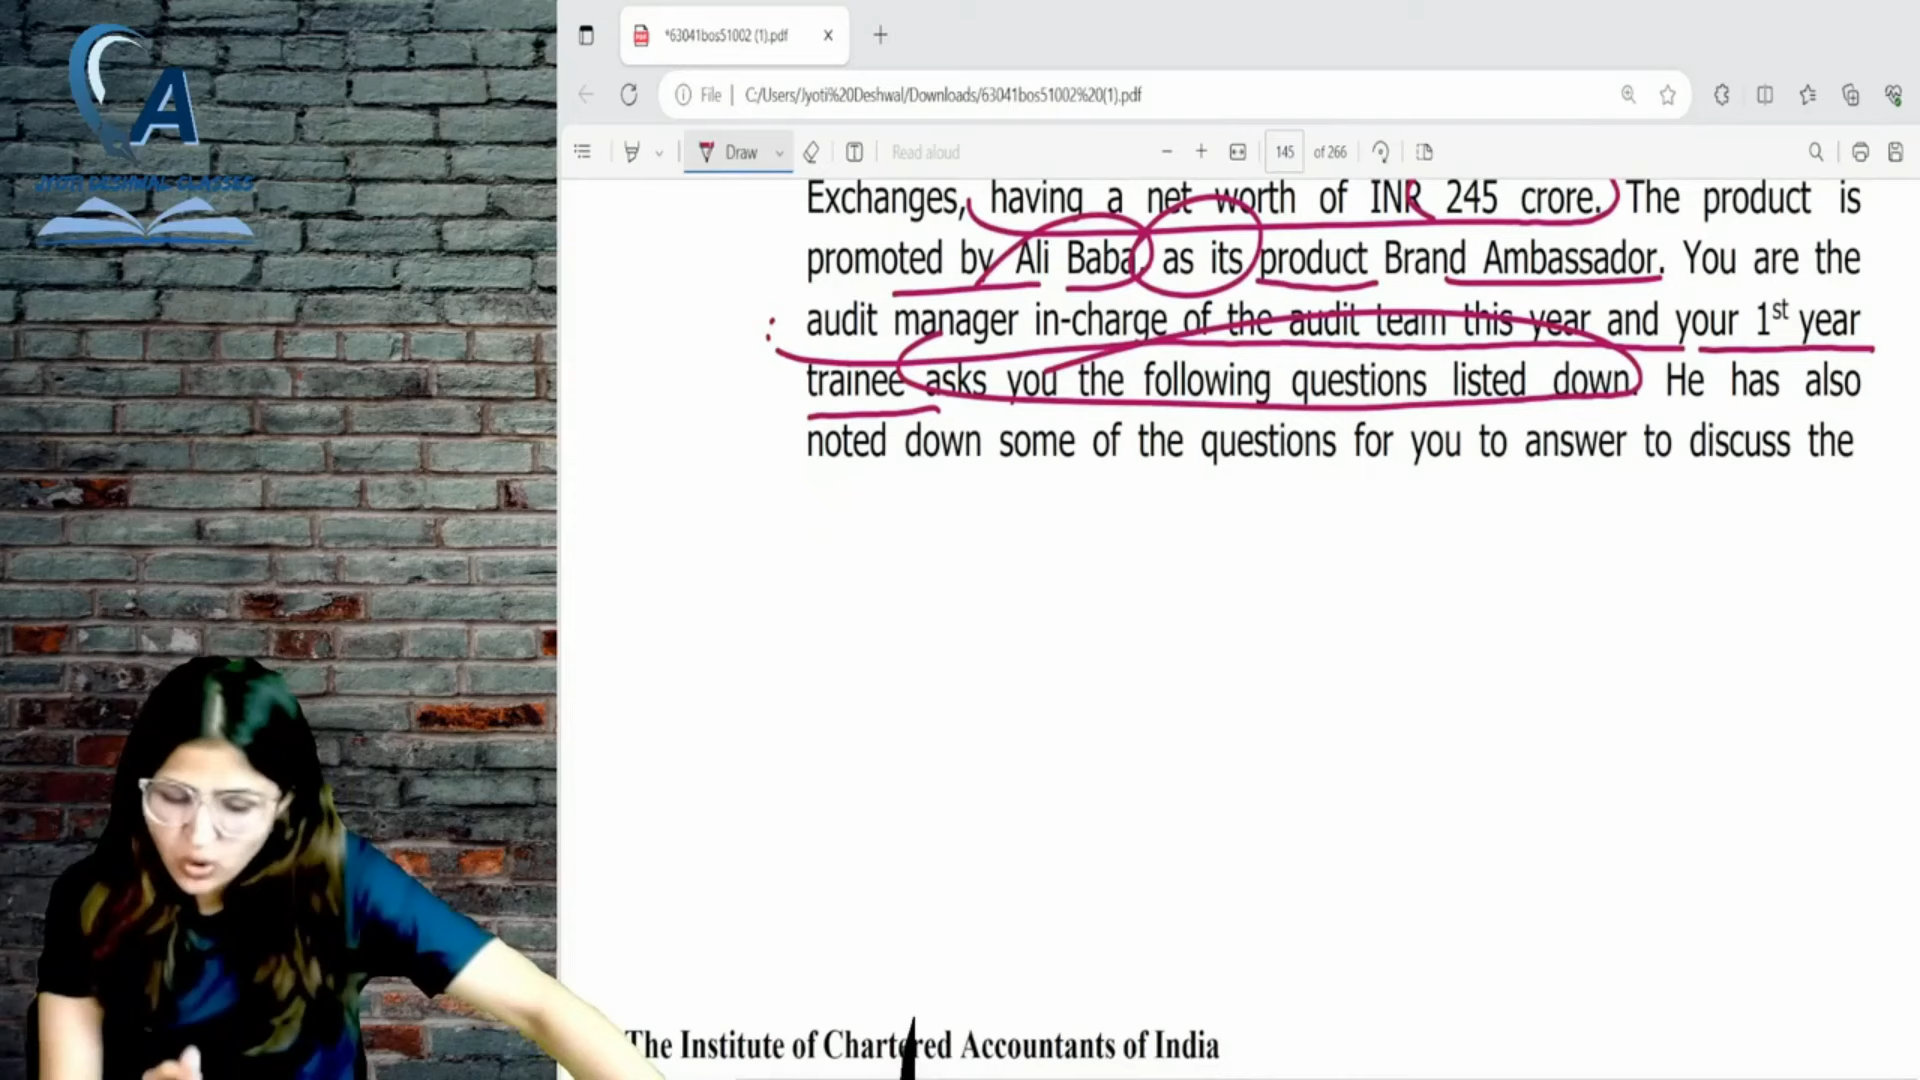 *63041bos51002 (1).pdf
File
C:/Users/Jyoti%20Deshwal/Downloads/63041bos51002%20(1).pdf
Draw
Read aloud
145
of 266
A
JYOTI DESHWAL CLASSES
Exchanges, having a net worth of INR 245 crore. The product is
promoted by Ali Baba, as its product Brand Ambassador. You are the
audit manager in-charge of the audit team this year and your 1st year
trainee asks you the following questions listed down. He has also
noted down some of the questions for you to answer to discuss the
The Institute of Chartered Accountants of India